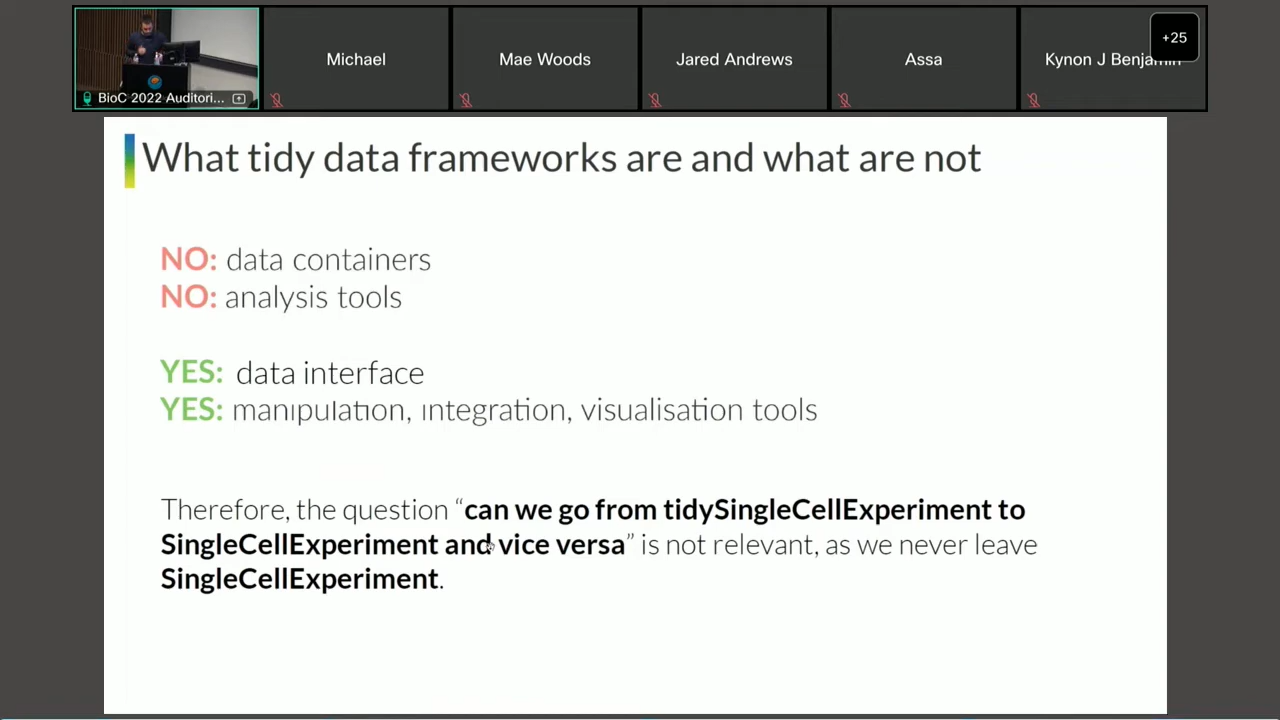 Michael
Mae Woods
Jared Andrews
Assa
Kynon J Benjamin
+25
BioC 2022 Auditori...
What tidy data frameworks are and what are not
NO: data containers
NO: analysis tools
YES: data interface
YES: manipulation, integration, visualisation tools
Therefore, the question “can we go from tidySingleCellExperiment to
SingleCellExperiment and vice versa” is not relevant, as we never leave
SingleCellExperiment.